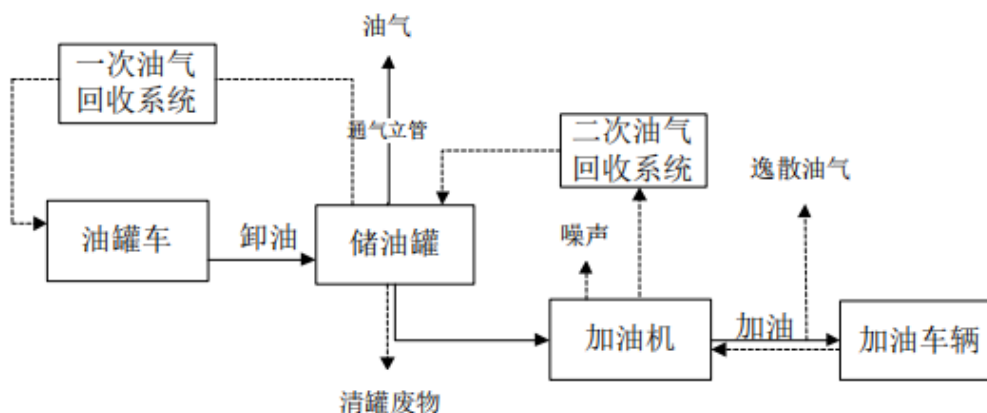 油气
一次油气
回收系统
通气立管
二次油气
回收系统
逸散油气
油罐车
卸油
储油罐
噪声
加油机
加油
加油车辆
清罐废物